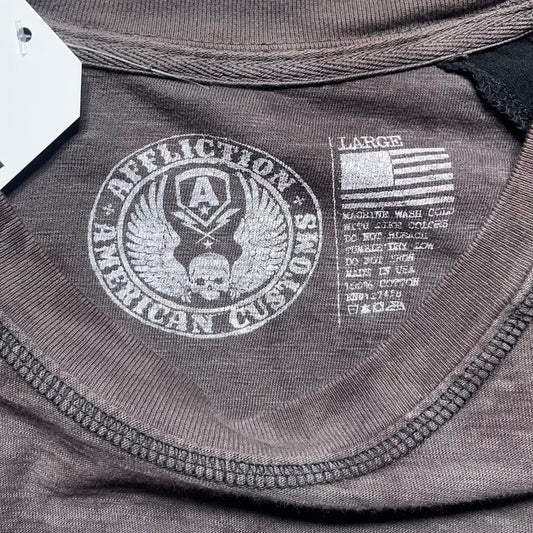 AFFLICTION
A
AMERICAN CUSTOMS
LARGE
MACHINE WASH COLD
WITH LIKE COLORS
DO NOT BLEACH
TUMBLE DRY LOW
DO NOT IRON
MADE IN USA
100% COTTON